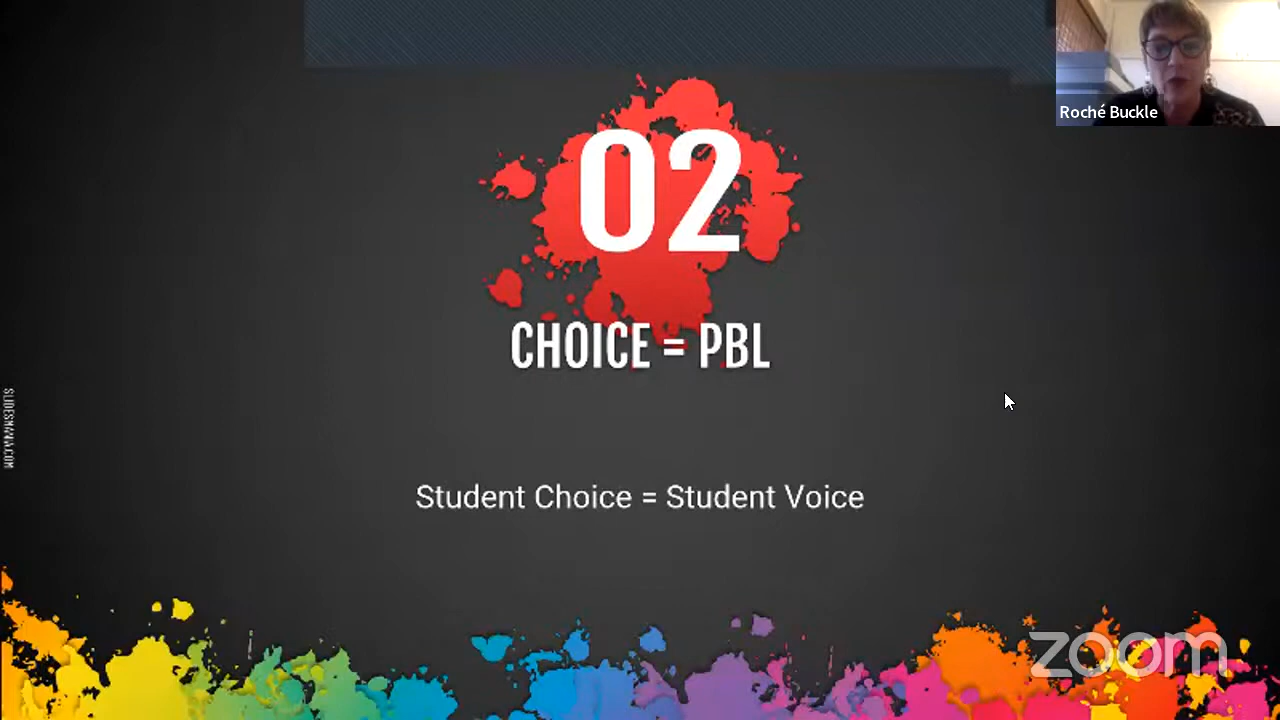 Roché Buckle
02
CHOICE = PBL
SLIDESMANIA.COM
Student Choice = Student Voice
zoom